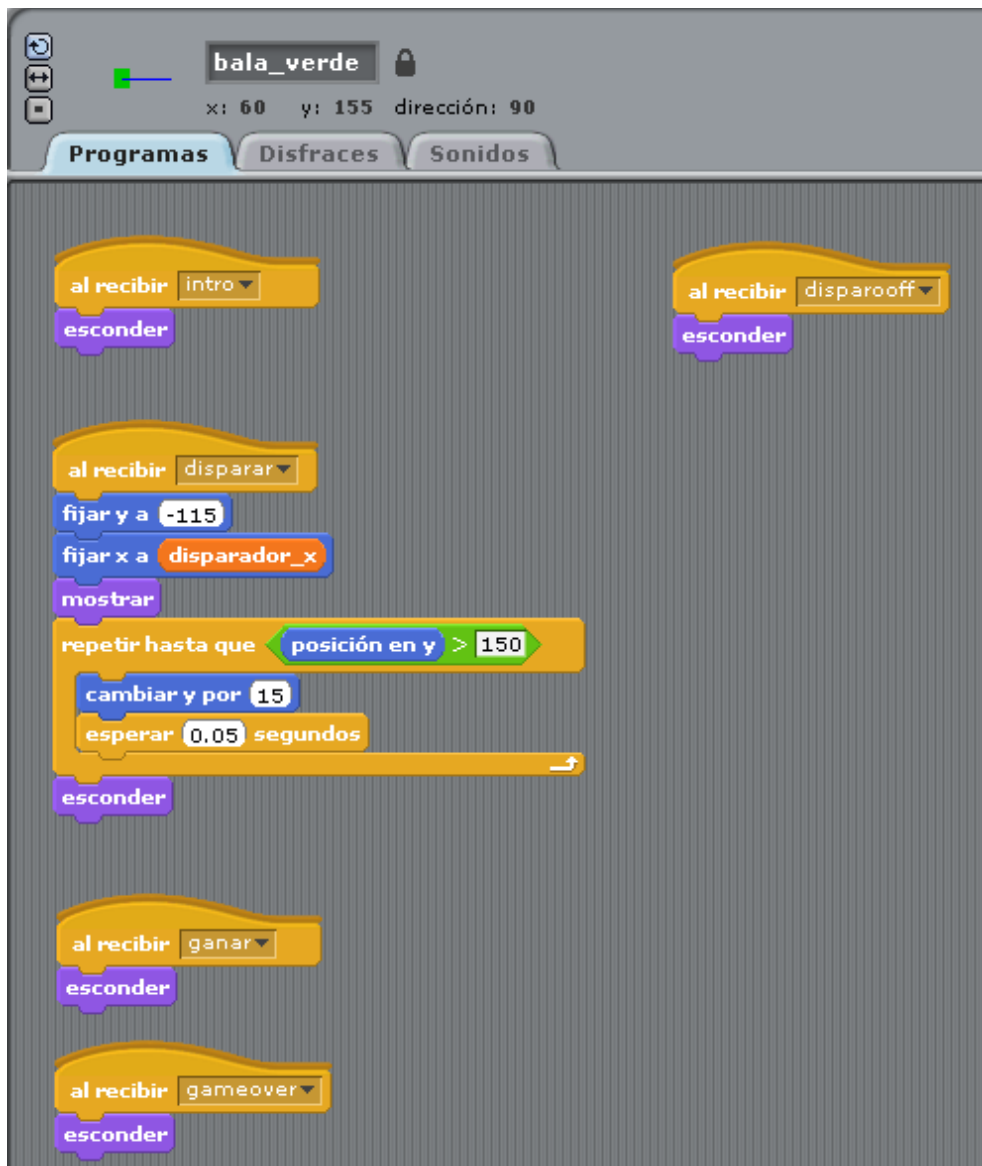 bala_verde
x: 60 y: 155 dirección: 90
Programas Disfraces Sonidos
al recibir intro
esconder
al recibir disparooff
esconder
al recibir disparar
fijar y a -115
fijar x a disparador_x
mostrar
repetir hasta que posición en y > 150
cambiar y por 15
esperar 0.05 segundos
esconder
al recibir ganar
esconder
al recibir gameover
esconder